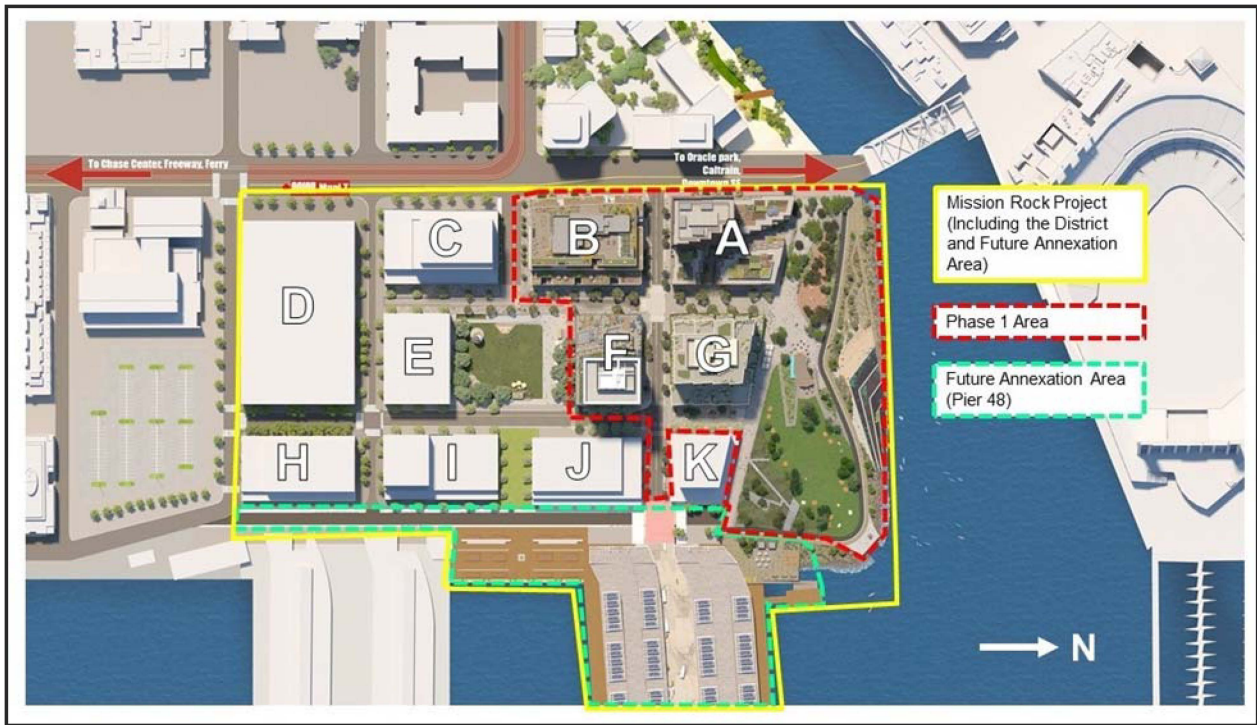 To Chase Center, Freeway, Ferry
To Oracle park,
Caltrain,
Mission Rock Project
(Including the District
and Future Annexation
Area)
Phase 1 Area
Future Annexation Area
(Pier 48)
A
B
C
D
E
F
G
H
I
J
K
N